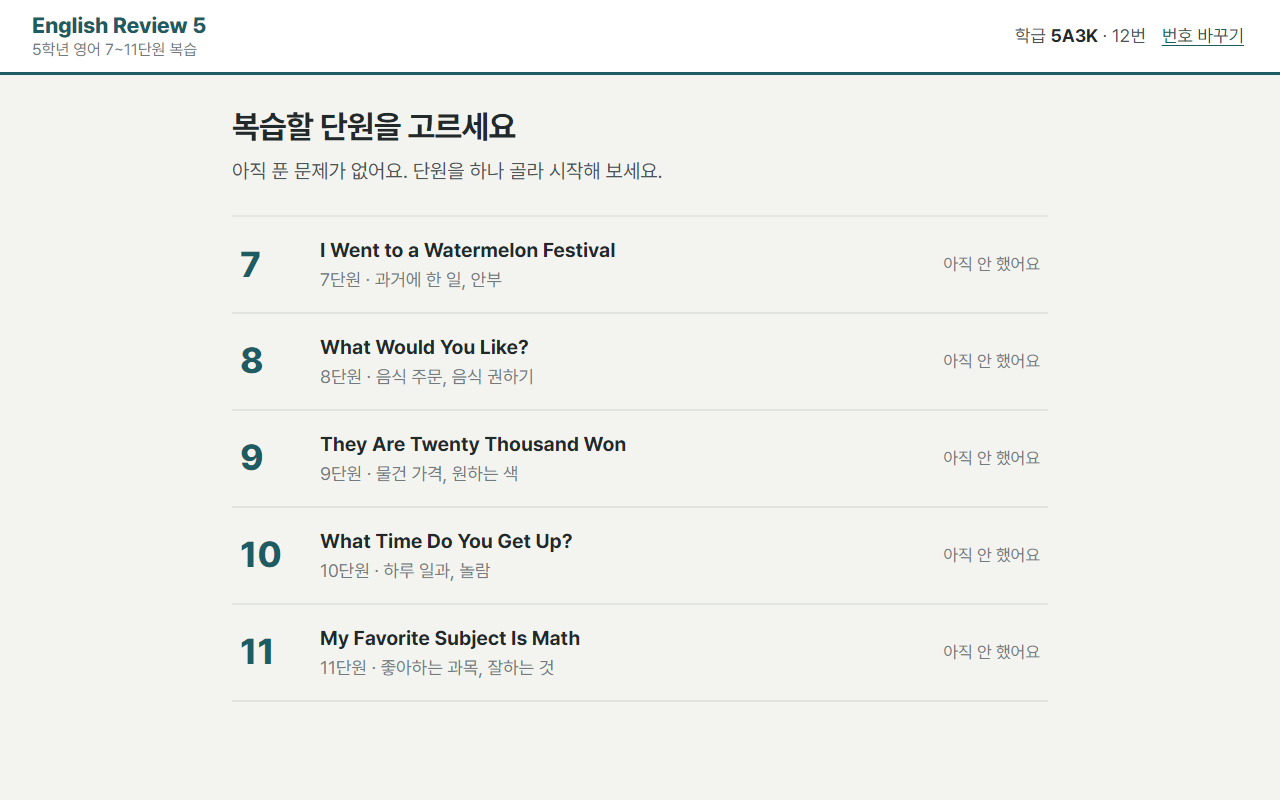 English Review 5
5학년 영어 7~11단원 복습
학급 5A3K · 12번 번호 바꾸기
복습할 단원을 고르세요
아직 푼 문제가 없어요. 단원을 하나 골라 시작해 보세요.
7
I Went to a Watermelon Festival
7단원 · 과거에 한 일, 안부
아직 안 했어요
8
What Would You Like?
8단원 · 음식 주문, 음식 권하기
아직 안 했어요
9
They Are Twenty Thousand Won
9단원 · 물건 가격, 원하는 색
아직 안 했어요
10
What Time Do You Get Up?
10단원 · 하루 일과, 놀람
아직 안 했어요
11
My Favorite Subject Is Math
11단원 · 좋아하는 과목, 잘하는 것
아직 안 했어요